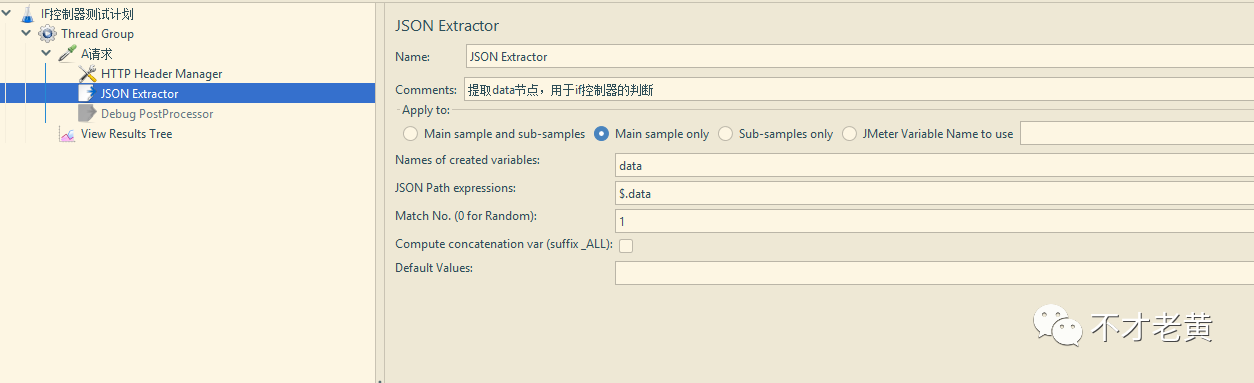 IF控制器测试计划
Thread Group
A请求
HTTP Header Manager
JSON Extractor
Debug PostProcessor
View Results Tree
JSON Extractor
Name: JSON Extractor
Comments: 提取data节点，用于if控制器的判断
Apply to:
Main sample and sub-samples Main sample only Sub-samples only JMeter Variable Name to use
Names of created variables: data
JSON Path expressions: $.data
Match No. (0 for Random): 1
Compute concatenation var (suffix _ALL):
Default Values:
不才老黄